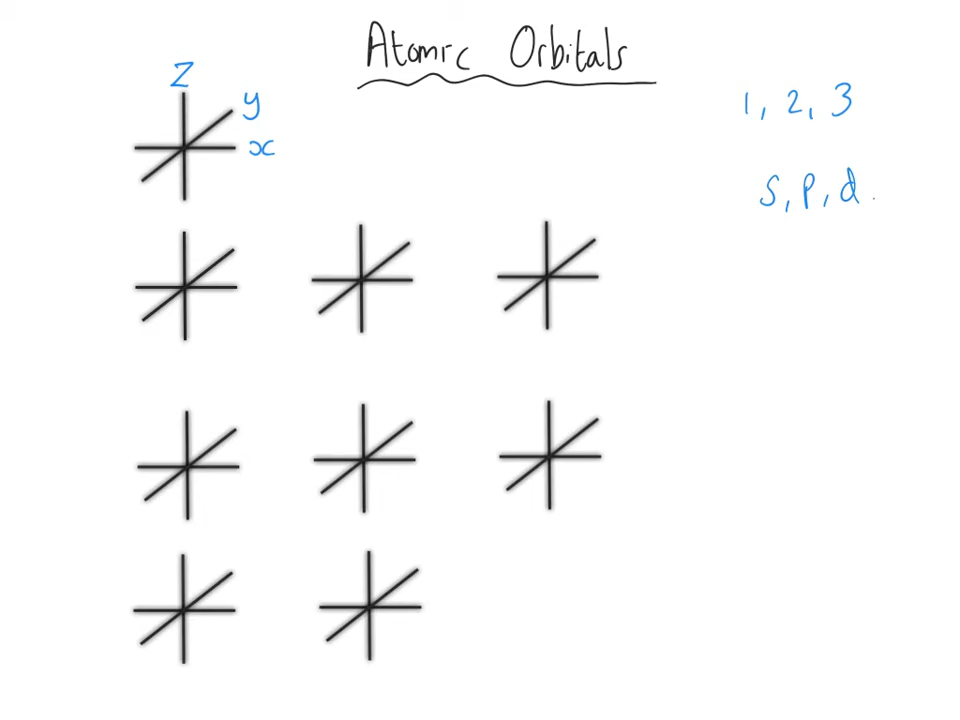 Atomic Orbitals
z
y
x
1, 2, 3
s, p, d.